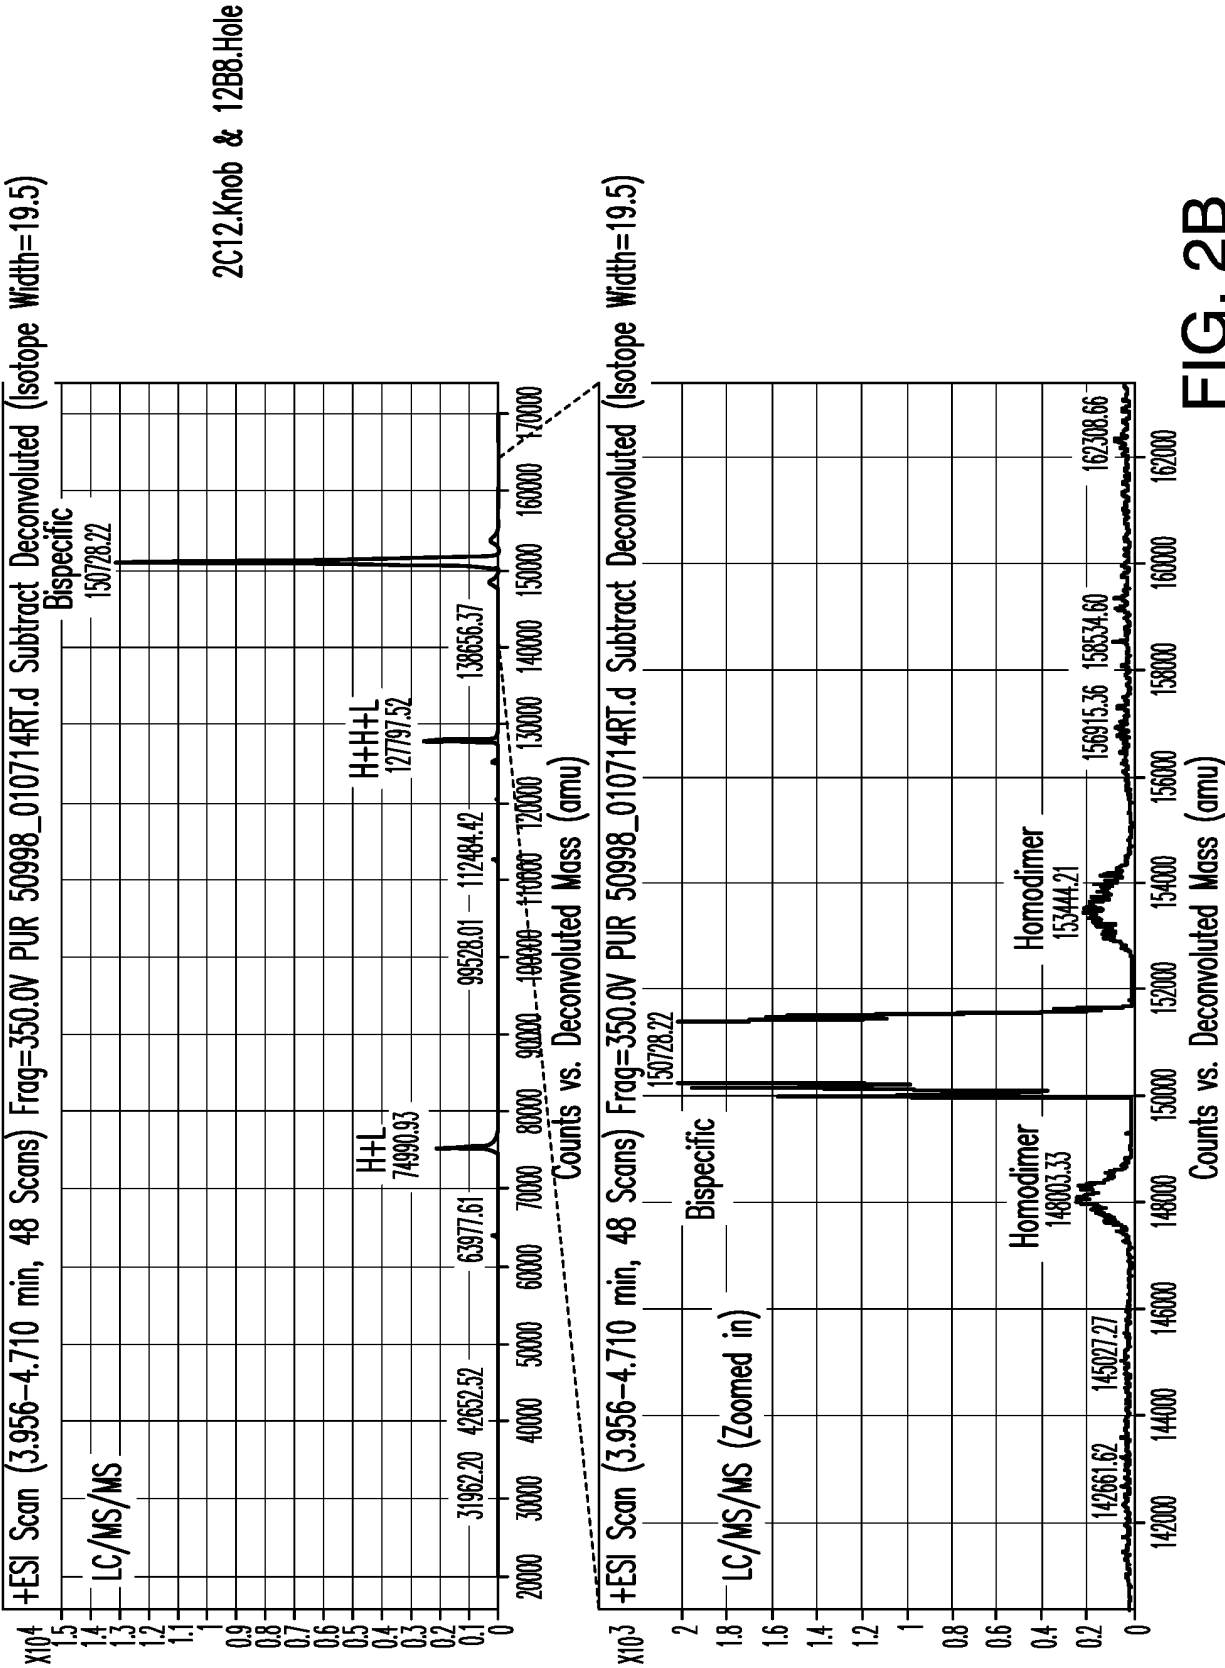 2C12.Knob & 12B8.Hole
+ESI Scan (3.956-4.710 min, 48 Scans) Frag=350.0V PUR 50998_010714RT.d Subtract Deconvoluted (Isotope Width=19.5)
X10^4
1.5
1.4
1.3
1.2
1.1
1
0.9
0.8
0.7
0.6
0.5
0.4
0.3
0.2
0.1
0
LC/MS/MS
Bispecific
150728.22
H+H+L
127797.52
H+L
74990.93
31962.20 42652.52 63977.61 99528.01 112484.42 138656.37
20000 30000 40000 50000 60000 70000 80000 90000 100000 110000 120000 130000 140000 150000 160000 170000
Counts vs. Deconvoluted Mass (amu)
+ESI Scan (3.956-4.710 min, 48 Scans) Frag=350.0V PUR 50998_010714RT.d Subtract Deconvoluted (Isotope Width=19.5)
X10^3
2
1.8
1.6
1.4
1.2
1
0.8
0.6
0.4
0.2
0
150728.22
Bispecific
LC/MS/MS (Zoomed in)
Homodimer
148003.33
Homodimer
153444.21
142661.62 145027.27 156915.36 158534.60 162308.66
142000 144000 146000 148000 150000 152000 154000 156000 158000 160000 162000
Counts vs. Deconvoluted Mass (amu)
FIG. 2B